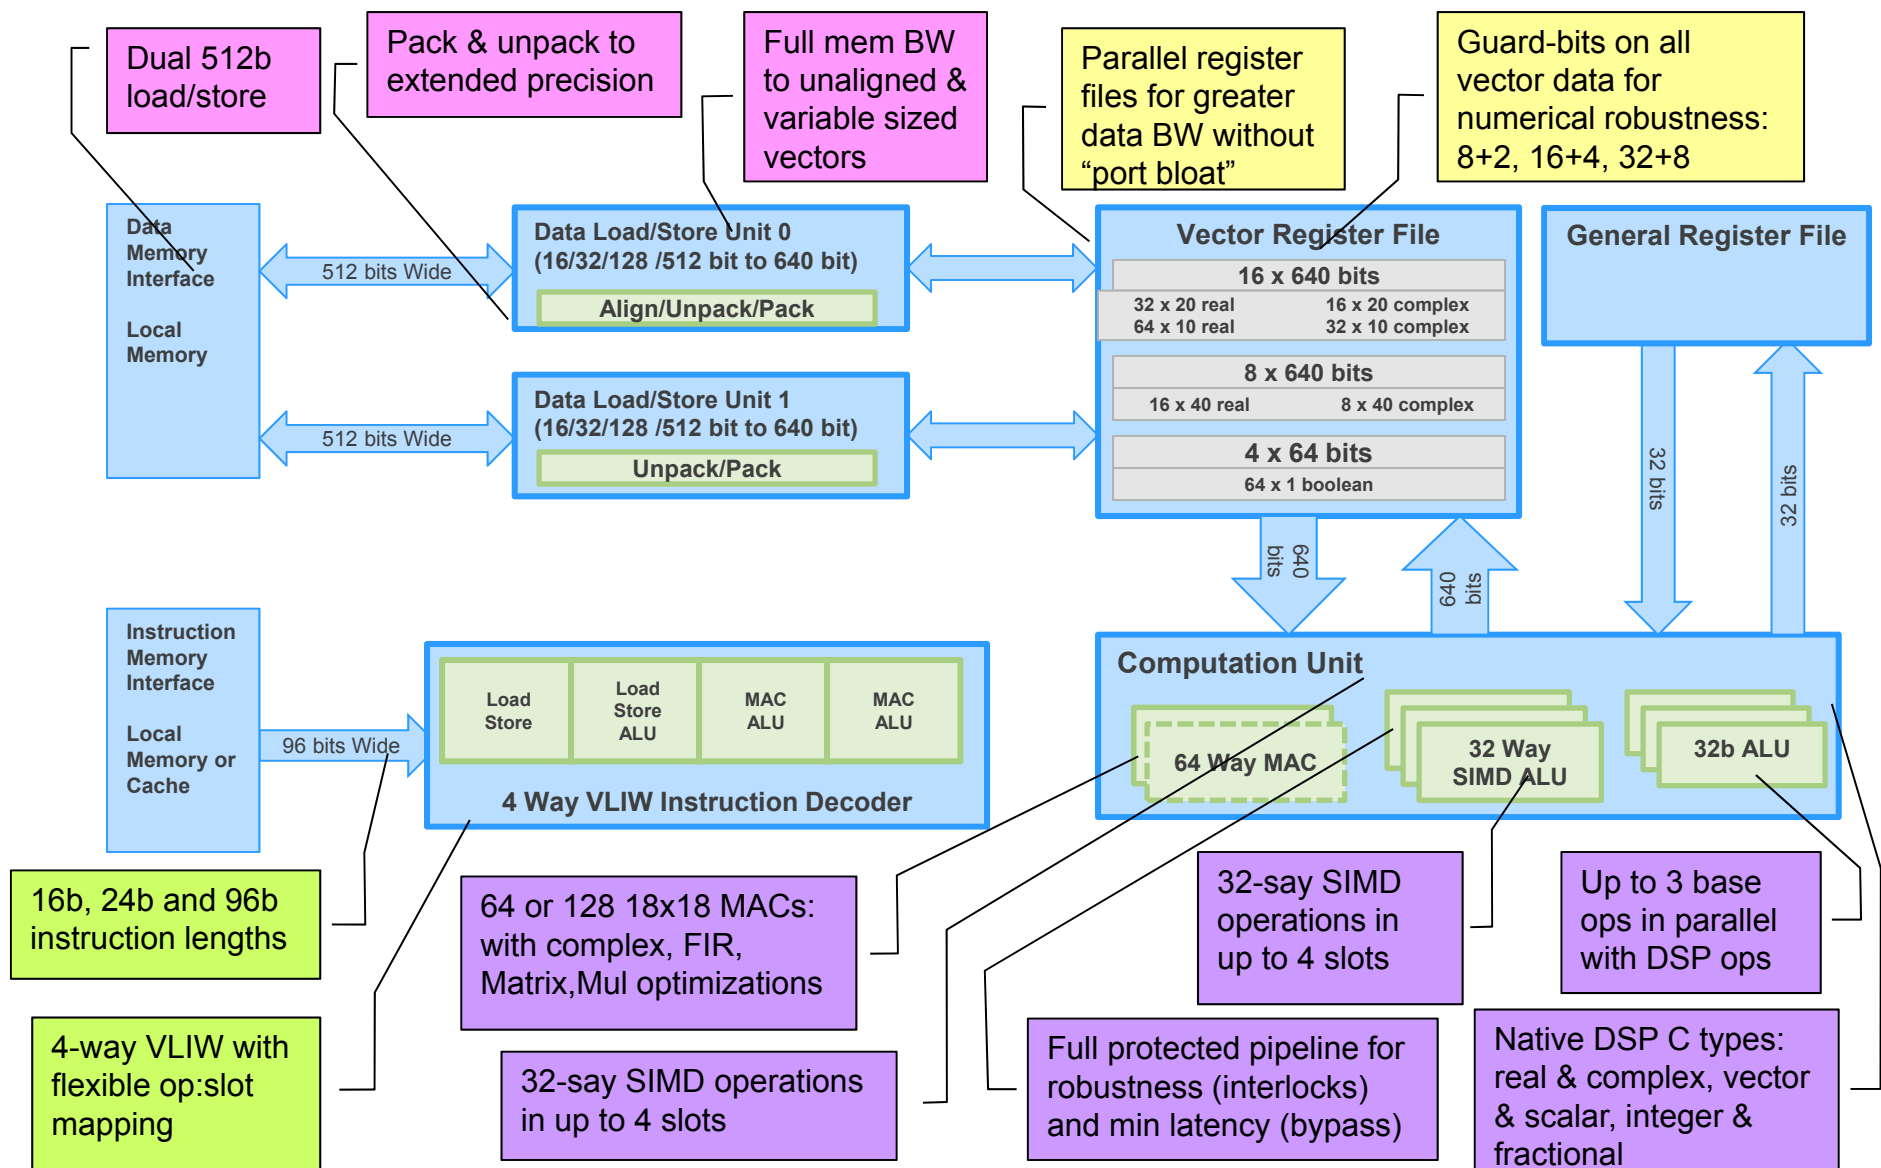 Dual 512b
load/store
Pack & unpack to
extended precision
Full mem BW
to unaligned &
variable sized
vectors
Parallel register
files for greater
data BW without
“port bloat”
Guard-bits on all
vector data for
numerical robustness:
8+2, 16+4, 32+8
Data
Memory
Interface
Local
Memory
512 bits Wide
512 bits Wide
Data Load/Store Unit 0
(16/32/128 /512 bit to 640 bit)
Align/Unpack/Pack
Data Load/Store Unit 1
(16/32/128 /512 bit to 640 bit)
Unpack/Pack
Vector Register File
16 x 640 bits
32 x 20 real 16 x 20 complex
64 x 10 real 32 x 10 complex
8 x 640 bits
16 x 40 real 8 x 40 complex
4 x 64 bits
64 x 1 boolean
General Register File
640
bits
640
bits
32 bits
32 bits
Instruction
Memory
Interface
Local
Memory or
Cache
96 bits Wide
Load
Store
Load
Store
ALU
MAC
ALU
MAC
ALU
4 Way VLIW Instruction Decoder
Computation Unit
64 Way MAC
32 Way
SIMD ALU
32b ALU
16b, 24b and 96b
instruction lengths
4-way VLIW with
flexible op:slot
mapping
64 or 128 18x18 MACs:
with complex, FIR,
Matrix,Mul optimizations
32-say SIMD operations
in up to 4 slots
32-say SIMD
operations in
up to 4 slots
Full protected pipeline for
robustness (interlocks)
and min latency (bypass)
Up to 3 base
ops in parallel
with DSP ops
Native DSP C types:
real & complex, vector
& scalar, integer &
fractional